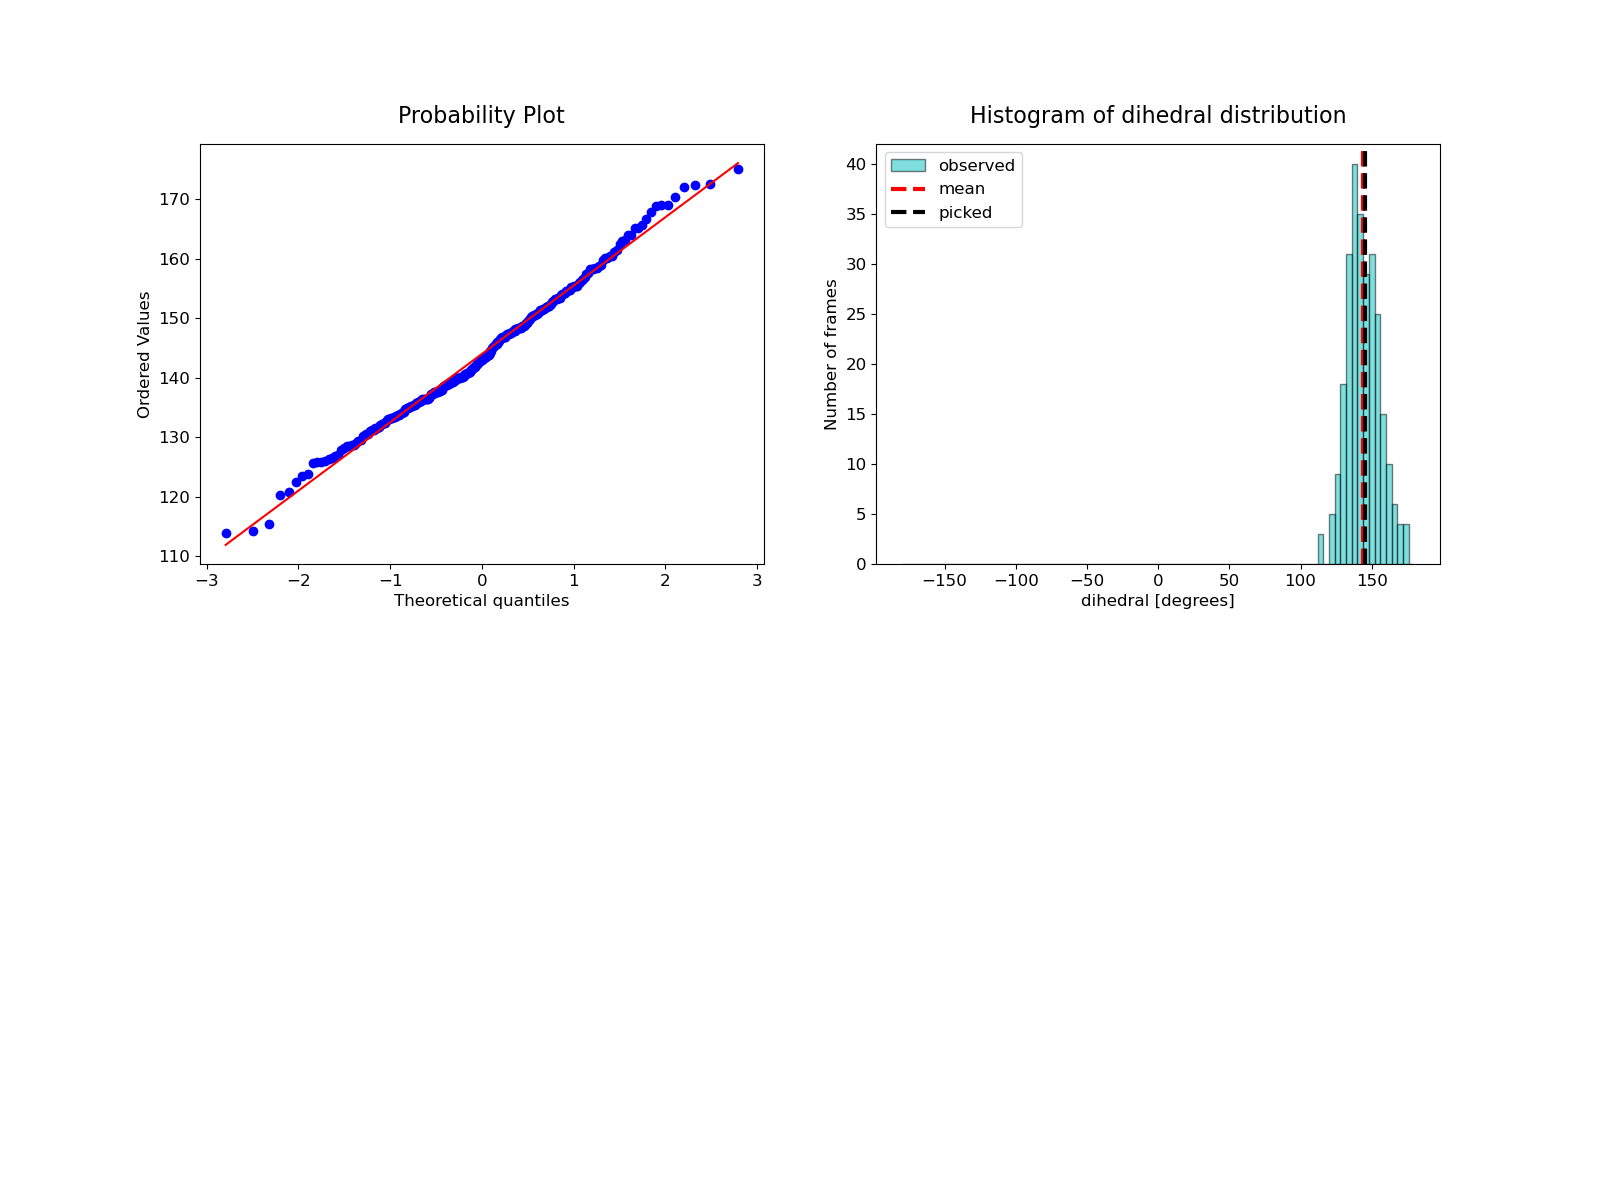 Probability Plot
Ordered Values
170
160
150
140
130
120
110
−3 −2 −1 0 1 2 3
Theoretical quantiles
Histogram of dihedral distribution
observed
mean
picked
Number of frames
40
35
30
25
20
15
10
5
0
−150 −100 −50 0 50 100 150
dihedral [degrees]